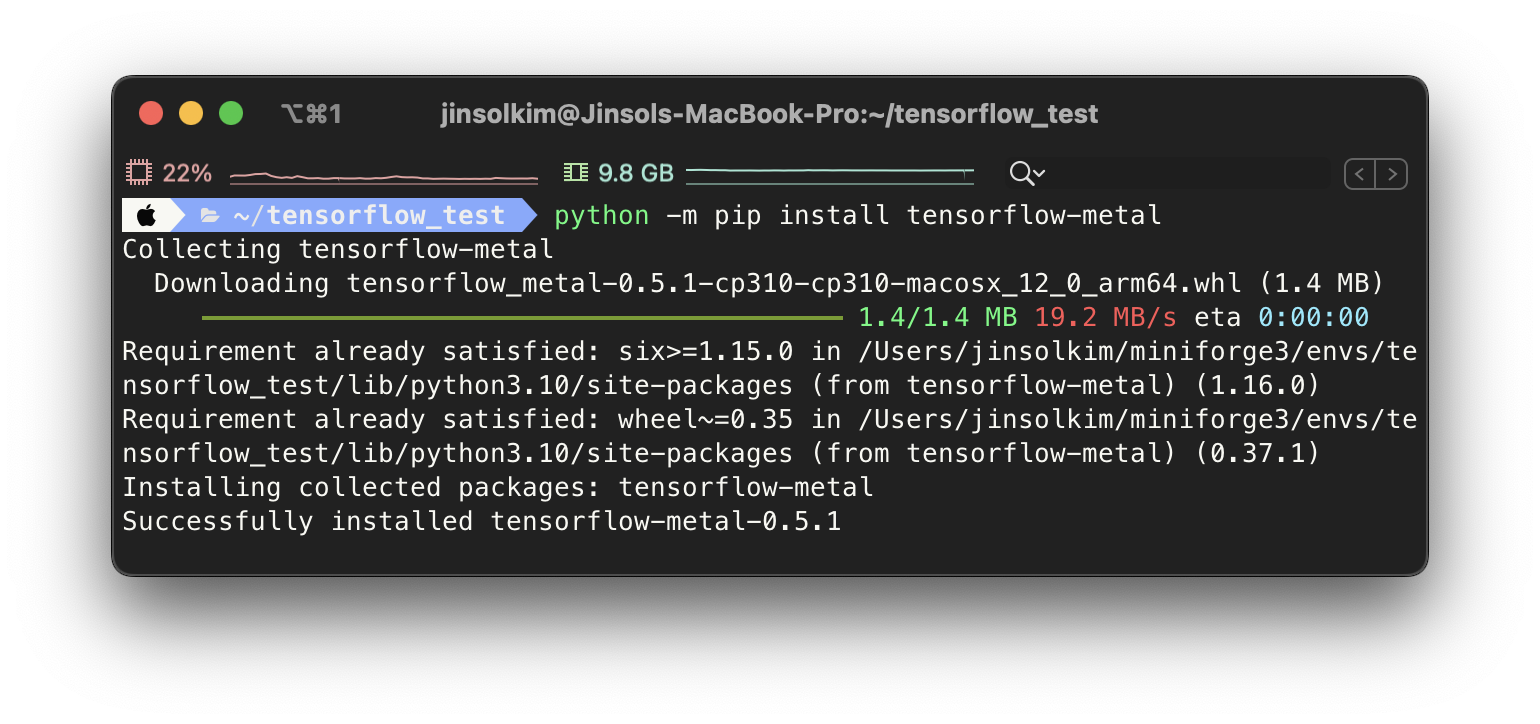 ⌥⌘1 jinsolkim@Jinsols-MacBook-Pro:~/tensorflow_test
22% 9.8 GB
~/tensorflow_test python -m pip install tensorflow-metal
Collecting tensorflow-metal
Downloading tensorflow_metal-0.5.1-cp310-cp310-macosx_12_0_arm64.whl (1.4 MB)
1.4/1.4 MB 19.2 MB/s eta 0:00:00
Requirement already satisfied: six>=1.15.0 in /Users/jinsolkim/miniforge3/envs/te
nsorflow_test/lib/python3.10/site-packages (from tensorflow-metal) (1.16.0)
Requirement already satisfied: wheel~=0.35 in /Users/jinsolkim/miniforge3/envs/te
nsorflow_test/lib/python3.10/site-packages (from tensorflow-metal) (0.37.1)
Installing collected packages: tensorflow-metal
Successfully installed tensorflow-metal-0.5.1